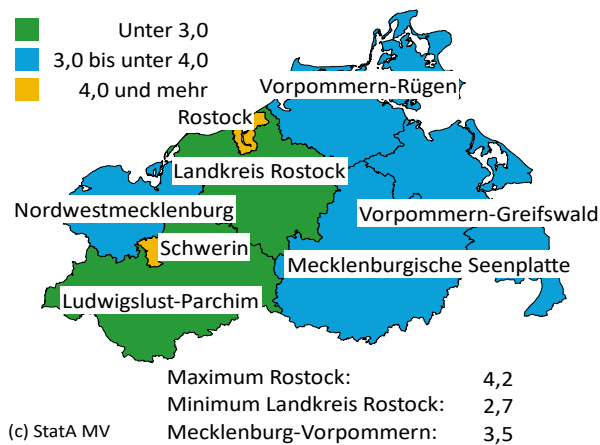 Unter 3,0
3,0 bis unter 4,0
4,0 und mehr
Vorpommern-Rügen
Rostock
Landkreis Rostock
Nordwestmecklenburg
Vorpommern-Greifswald
Schwerin
Mecklenburgische Seenplatte
Ludwigslust-Parchim
Maximum Rostock: 4,2
Minimum Landkreis Rostock: 2,7
(c) StatA MV Mecklenburg-Vorpommern: 3,5